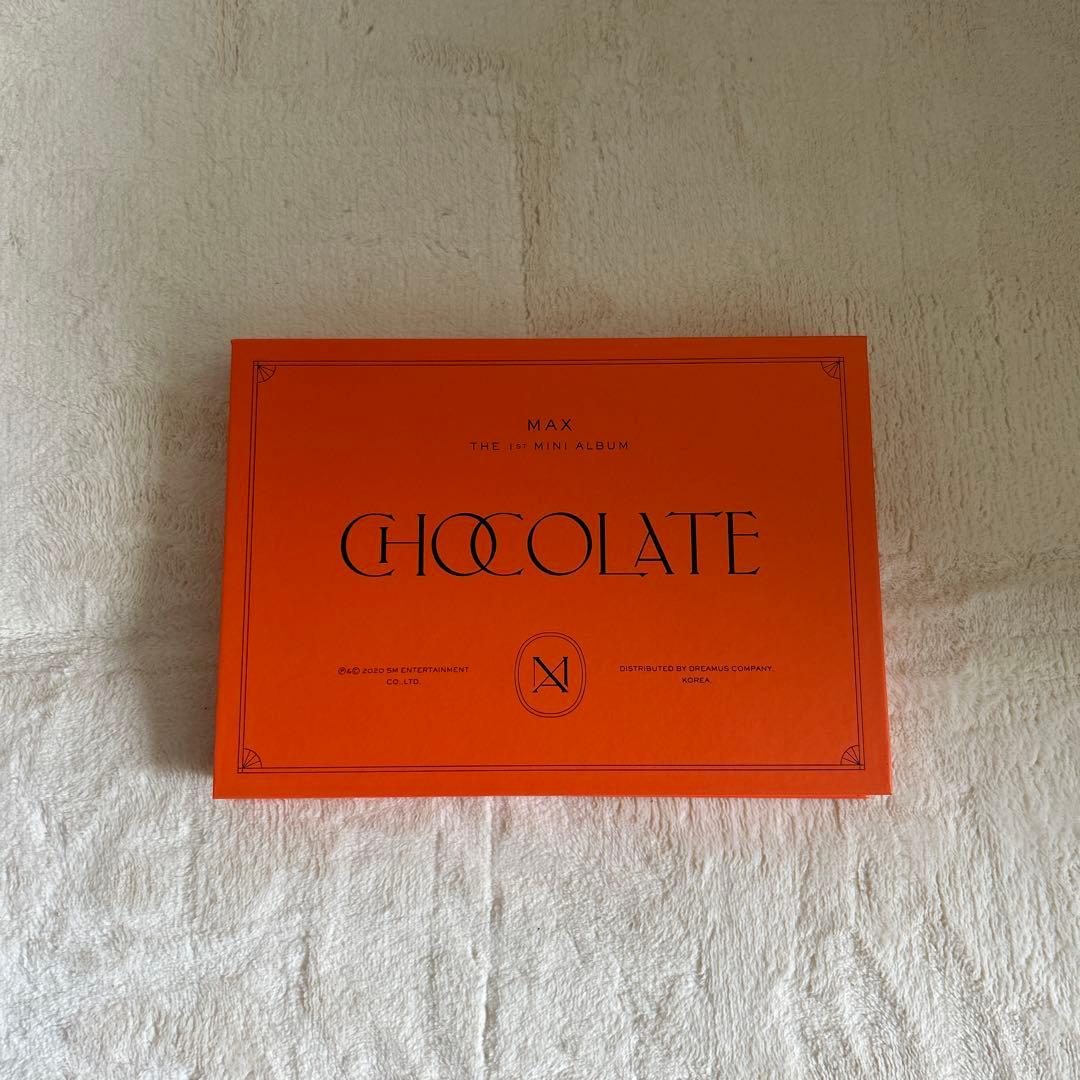 MAX
THE 1ST MINI ALBUM
CHOCOLATE
℗&© 2020 SM ENTERTAINMENT
CO.,LTD.
DISTRIBUTED BY DREAMUS COMPANY.
KOREA.